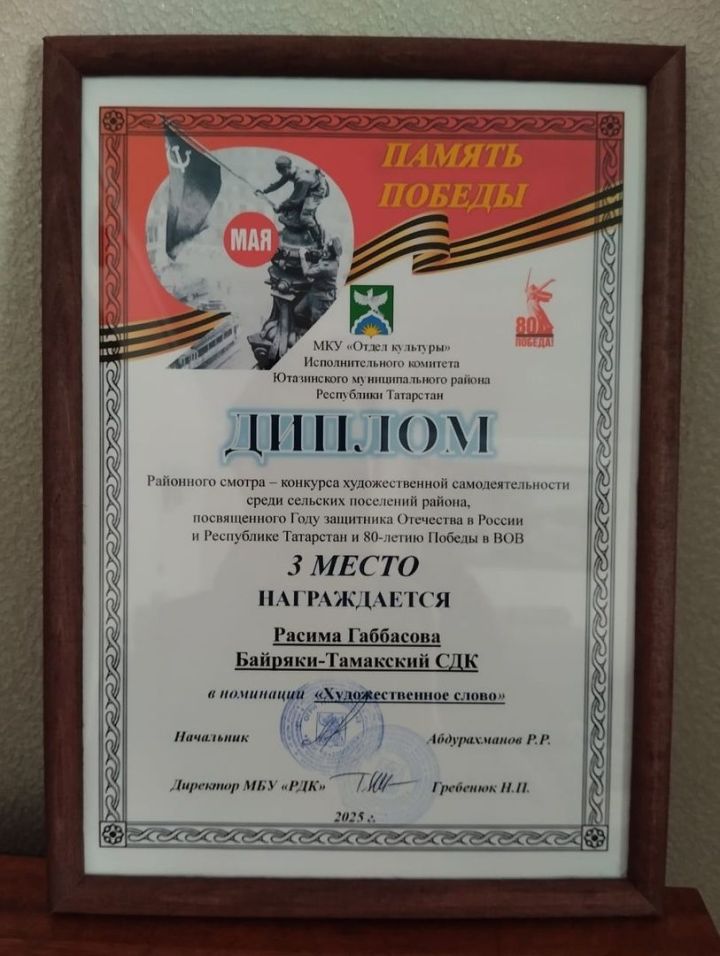 ПАМЯТЬ
ПОБЕДЫ
МАЯ
80
ПОБЕДА!
МКУ «Отдел культуры»
Исполнительного комитета
Ютазинского муниципального района
Республики Татарстан
ДИПЛОМ
Районного смотра – конкурса художественной самодеятельности
среди сельских поселений района,
посвященного Году защитника Отечества в России
и Республике Татарстан и 80-летию Победы в ВОВ
3 МЕСТО
НАГРАЖДАЕТСЯ
Расима Габбасова
Байряки-Тамакский СДК
в номинации «Художественное слово»
Начальник Абдурахманов Р.Р.
Директор МБУ «РДК» Гребенюк Н.П.
2025 г.